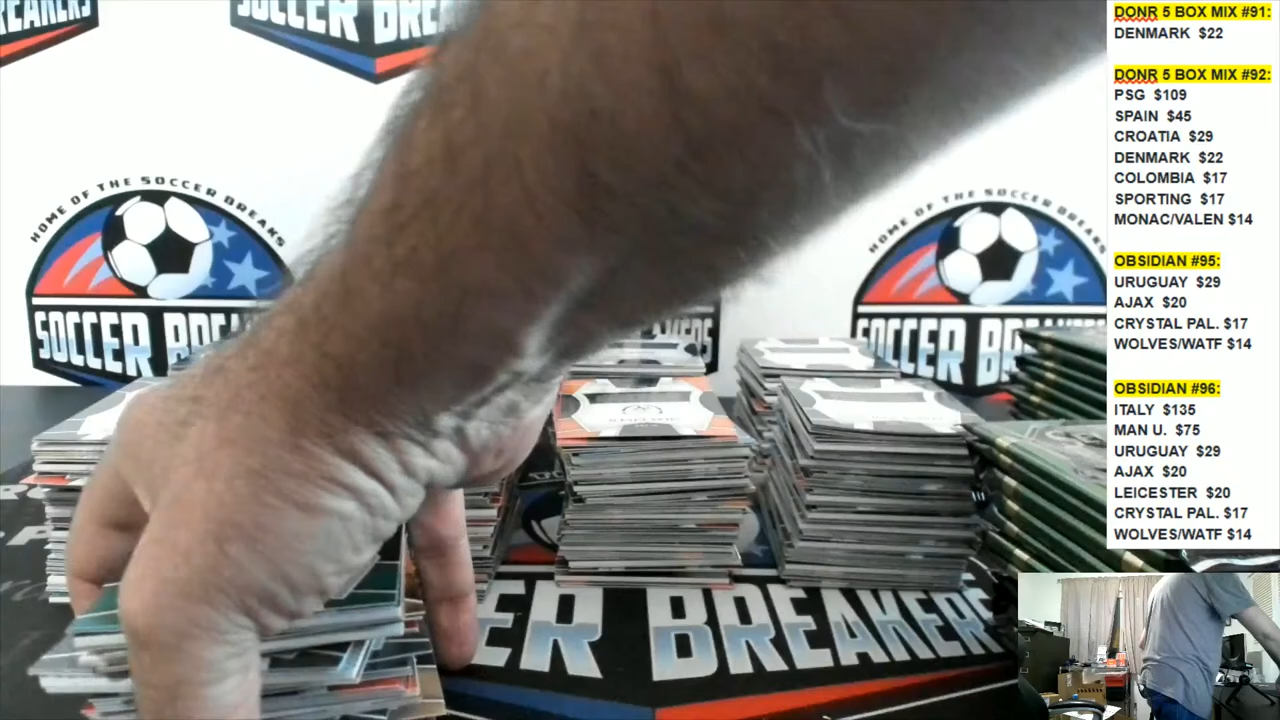 SOCCER BREAKERS
HOME OF THE SOCCER BREAKS
SOCCER
HOME OF THE SOCCER BREAKS
SOCCER
ER BREAKERS
DONR 5 BOX MIX #91:
DENMARK $22
DONR 5 BOX MIX #92:
PSG $109
SPAIN $45
CROATIA $29
DENMARK $22
COLOMBIA $17
SPORTING $17
MONAC/VALEN $14
OBSIDIAN #95:
URUGUAY $29
AJAX $20
CRYSTAL PAL. $17
WOLVES/WATF $14
OBSIDIAN #96:
ITALY $135
MAN U. $75
URUGUAY $29
AJAX $20
LEICESTER $20
CRYSTAL PAL. $17
WOLVES/WATF $14